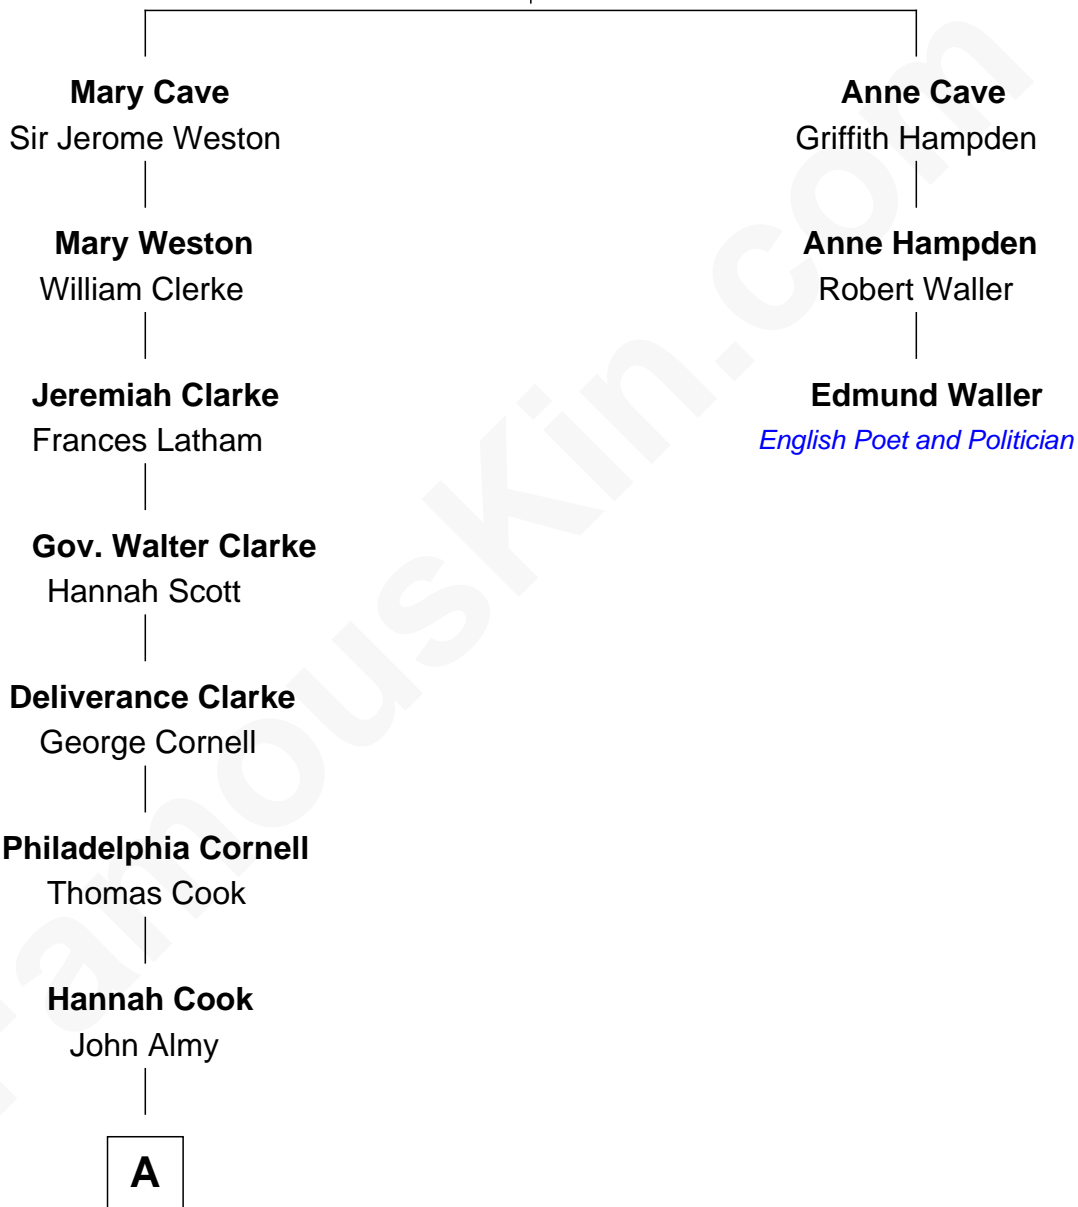 Mary Cave
Sir Jerome Weston
Mary Weston
William Clerke
Jeremiah Clarke
Frances Latham
Gov. Walter Clarke
Hannah Scott
Deliverance Clarke
George Cornell
Philadelphia Cornell
Thomas Cook
Hannah Cook
John Almy
A
Anne Cave
Griffith Hampden
Anne Hampden
Robert Waller
Edmund Waller
English Poet and Politician
FamousKin.com